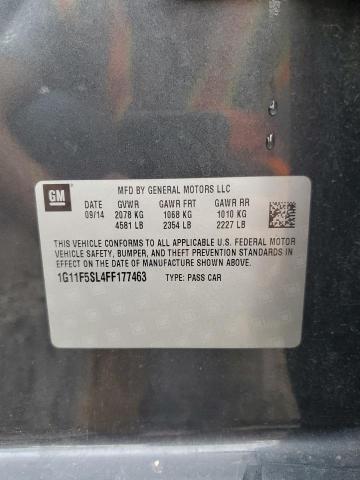 GM
MFD BY GENERAL MOTORS LLC
DATE GVWR GAWR FRT GAWR RR
09/14 2078 KG 1068 KG 1010 KG
4581 LB 2354 LB 2227 LB
THIS VEHICLE CONFORMS TO ALL APPLICABLE U.S. FEDERAL MOTOR
VEHICLE SAFETY, BUMPER, AND THEFT PREVENTION STANDARDS IN
EFFECT ON THE DATE OF MANUFACTURE SHOWN ABOVE.
1G11F5SL4FF177463 TYPE: PASS CAR